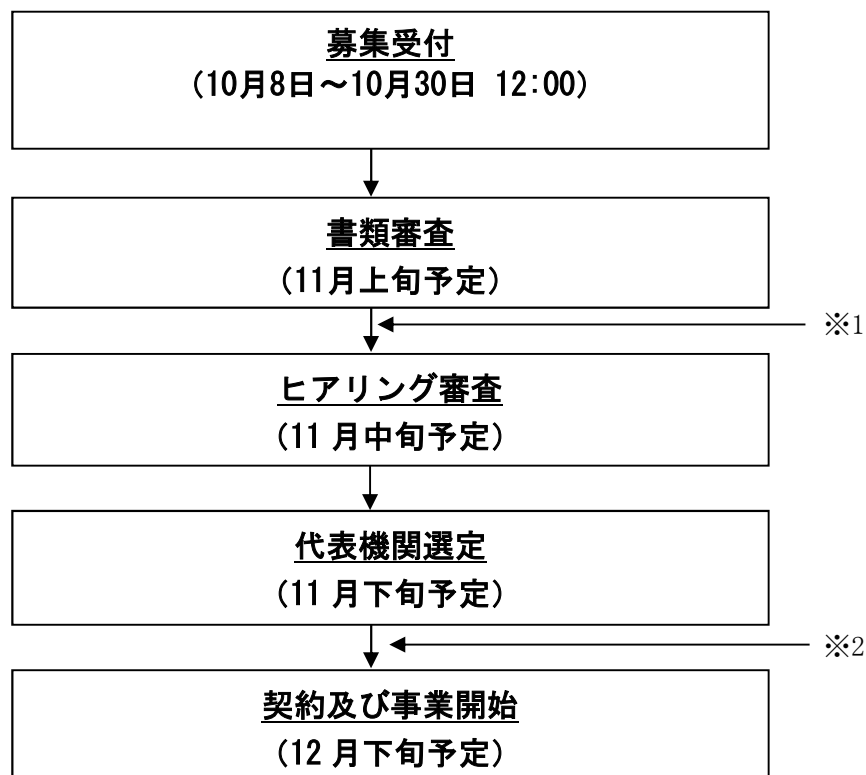 募集受付
（10月8日～10月30日 12:00）
書類審査
（11月上旬予定）
※1
ヒアリング審査
（11 月中旬予定）
代表機関選定
（11 月下旬予定）
※2
契約及び事業開始
（12 月下旬予定）